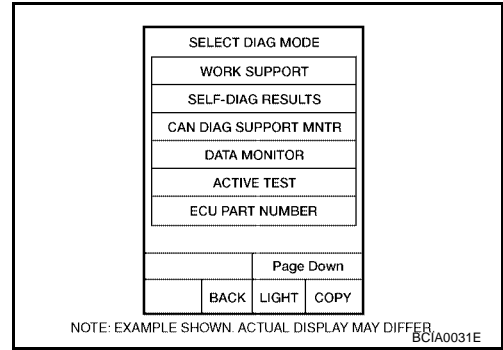 SELECT DIAG MODE
WORK SUPPORT
SELF-DIAG RESULTS
CAN DIAG SUPPORT MNTR
DATA MONITOR
ACTIVE TEST
ECU PART NUMBER
Page Down
BACK LIGHT COPY
NOTE: EXAMPLE SHOWN. ACTUAL DISPLAY MAY DIFFER.
BCIA0031E